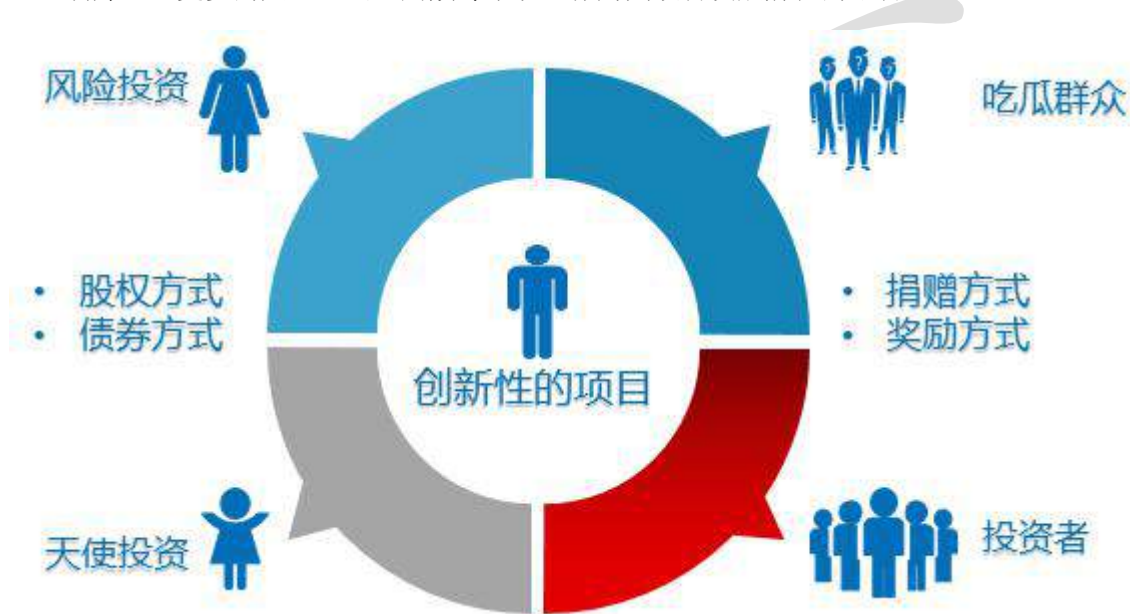 风险投资
吃瓜群众
• 股权方式
• 债券方式
• 捐赠方式
• 奖励方式
创新性的项目
天使投资
投资者